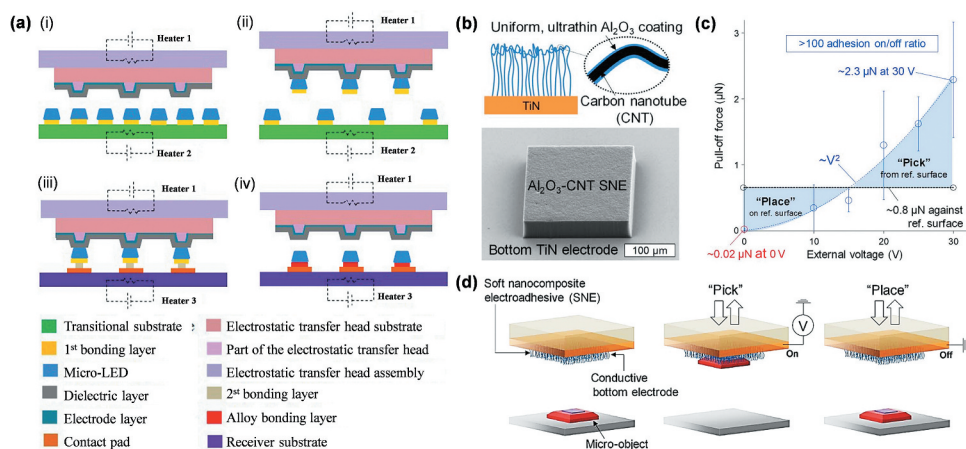 (a)
(i)
Heater 1
Heater 2
(ii)
Heater 1
Heater 2
(iii)
Heater 1
Heater 3
(iv)
Heater 1
Heater 3
Transitional substrate
1st bonding layer
Micro-LED
Dielectric layer
Electrode layer
Contact pad
Electrostatic transfer head substrate
Part of the electrostatic transfer head
Electrostatic transfer head assembly
2nd bonding layer
Alloy bonding layer
Receiver substrate
(b)
Uniform, ultrathin Al2O3 coating
TiN
Carbon nanotube
(CNT)
Al2O3-CNT SNE
Bottom TiN electrode
100 μm
(c)
>100 adhesion on/off ratio
~2.3 μN at 30 V
~V2
"Pick"
from ref. surface
"Place"
on ref. surface
~0.8 μN against
ref. surface
~0.02 μN at 0 V
Pull-off force (μN)
3
2
1
0
0
10
20
30
External voltage (V)
(d)
Soft nanocomposite
electroadhesive (SNE)
Conductive
bottom electrode
Micro-object
"Pick"
V
On
"Place"
Off